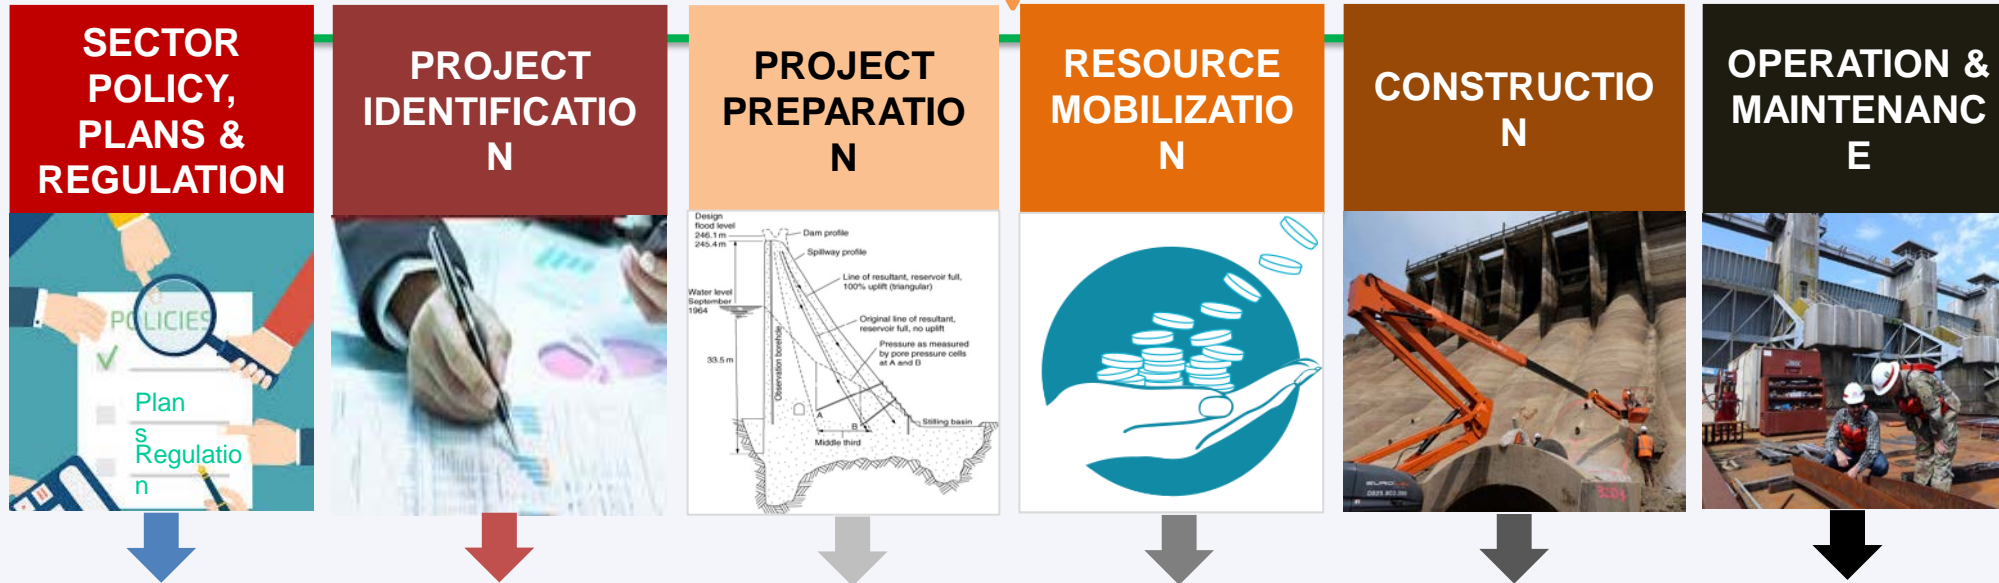 SECTOR
POLICY,
PLANS &
REGULATION
PROJECT
IDENTIFICATIO
N
PROJECT
PREPARATIO
N
RESOURCE
MOBILIZATIO
N
CONSTRUCTIO
N
OPERATION &
MAINTENANC
E
POLICIES
Plan
s
Regulatio
n
Design
flood level
246.1 m
245.4 m
Dam profile
Spillway profile
Line of resultant, reservoir full,
100% uplift (triangular)
Water level
September
1964
Original line of resultant,
reservoir full, no uplift
Pressure as measured
by pore pressure cells
at A and B
33.5 m
Observation borehole
A
B
Stilling basin
Middle third